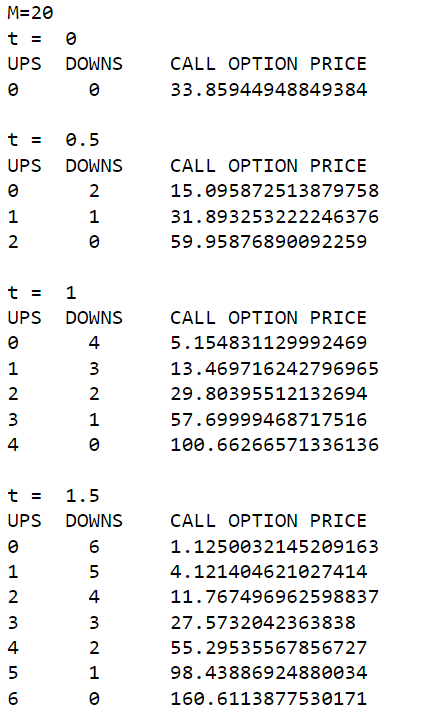 M=20
t =  0
UPS  DOWNS    CALL OPTION PRICE
0      0      33.85944948849384
t =  0.5
UPS  DOWNS    CALL OPTION PRICE
0      2      15.095872513879758
1      1      31.893253222246376
2      0      59.95876890092259
t =  1
UPS  DOWNS    CALL OPTION PRICE
0      4      5.154831129992469
1      3      13.469716242796965
2      2      29.80395512132694
3      1      57.69999468717516
4      0      100.66266571336136
t =  1.5
UPS  DOWNS    CALL OPTION PRICE
0      6      1.1250032145209163
1      5      4.121404621027414
2      4      11.767496962598837
3      3      27.5732042363838
4      2      55.29535567856727
5      1      98.43886924880034
6      0      160.6113877530171